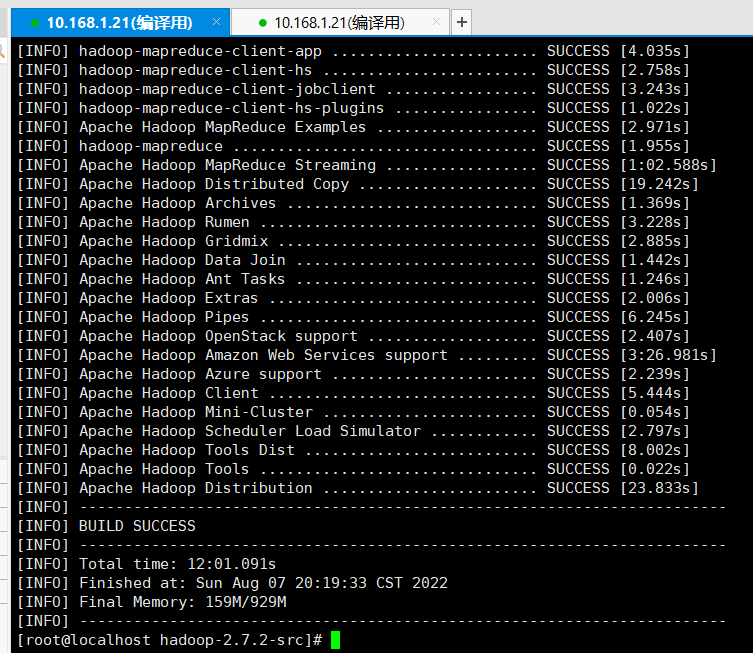 10.168.1.21(编译用) × 10.168.1.21(编译用) × +
[INFO] hadoop-mapreduce-client-app ....................... SUCCESS [4.035s]
[INFO] hadoop-mapreduce-client-hs ........................ SUCCESS [2.758s]
[INFO] hadoop-mapreduce-client-jobclient ................. SUCCESS [3.243s]
[INFO] hadoop-mapreduce-client-hs-plugins ................ SUCCESS [1.022s]
[INFO] Apache Hadoop MapReduce Examples .................. SUCCESS [2.971s]
[INFO] hadoop-mapreduce .................................. SUCCESS [1.955s]
[INFO] Apache Hadoop MapReduce Streaming ................. SUCCESS [1:02.588s]
[INFO] Apache Hadoop Distributed Copy .................... SUCCESS [19.242s]
[INFO] Apache Hadoop Archives ............................ SUCCESS [1.369s]
[INFO] Apache Hadoop Rumen ............................... SUCCESS [3.228s]
[INFO] Apache Hadoop Gridmix ............................. SUCCESS [2.885s]
[INFO] Apache Hadoop Data Join ........................... SUCCESS [1.442s]
[INFO] Apache Hadoop Ant Tasks ........................... SUCCESS [1.246s]
[INFO] Apache Hadoop Extras .............................. SUCCESS [2.006s]
[INFO] Apache Hadoop Pipes ............................... SUCCESS [6.245s]
[INFO] Apache Hadoop OpenStack support ................... SUCCESS [2.407s]
[INFO] Apache Hadoop Amazon Web Services support ......... SUCCESS [3:26.981s]
[INFO] Apache Hadoop Azure support ....................... SUCCESS [2.239s]
[INFO] Apache Hadoop Client .............................. SUCCESS [5.444s]
[INFO] Apache Hadoop Mini-Cluster ........................ SUCCESS [0.054s]
[INFO] Apache Hadoop Scheduler Load Simulator ............ SUCCESS [2.797s]
[INFO] Apache Hadoop Tools Dist .......................... SUCCESS [8.002s]
[INFO] Apache Hadoop Tools ............................... SUCCESS [0.022s]
[INFO] Apache Hadoop Distribution ........................ SUCCESS [23.833s]
[INFO] ------------------------------------------------------------------------
[INFO] BUILD SUCCESS
[INFO] ------------------------------------------------------------------------
[INFO] Total time: 12:01.091s
[INFO] Finished at: Sun Aug 07 20:19:33 CST 2022
[INFO] Final Memory: 159M/929M
[INFO] ------------------------------------------------------------------------
[root@localhost hadoop-2.7.2-src]#